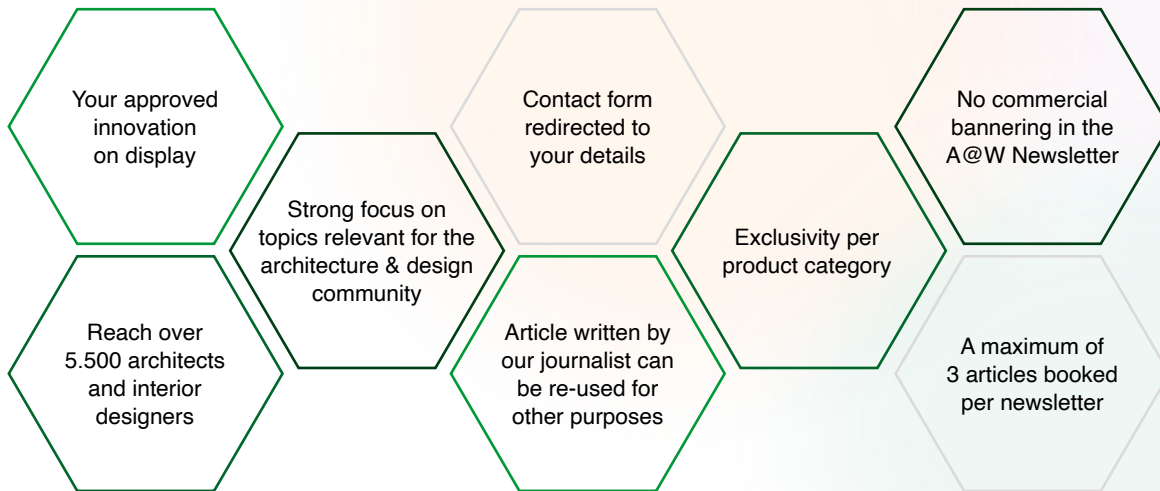 Your approved
innovation
on display
Reach over
5.500 architects
and interior
designers
Strong focus on
topics relevant for the
architecture & design
community
Contact form
redirected to
your details
Article written by
our journalist can
be re-used for
other purposes
Exclusivity per
product category
No commercial
bannering in the
A@W Newsletter
A maximum of
3 articles booked
per newsletter